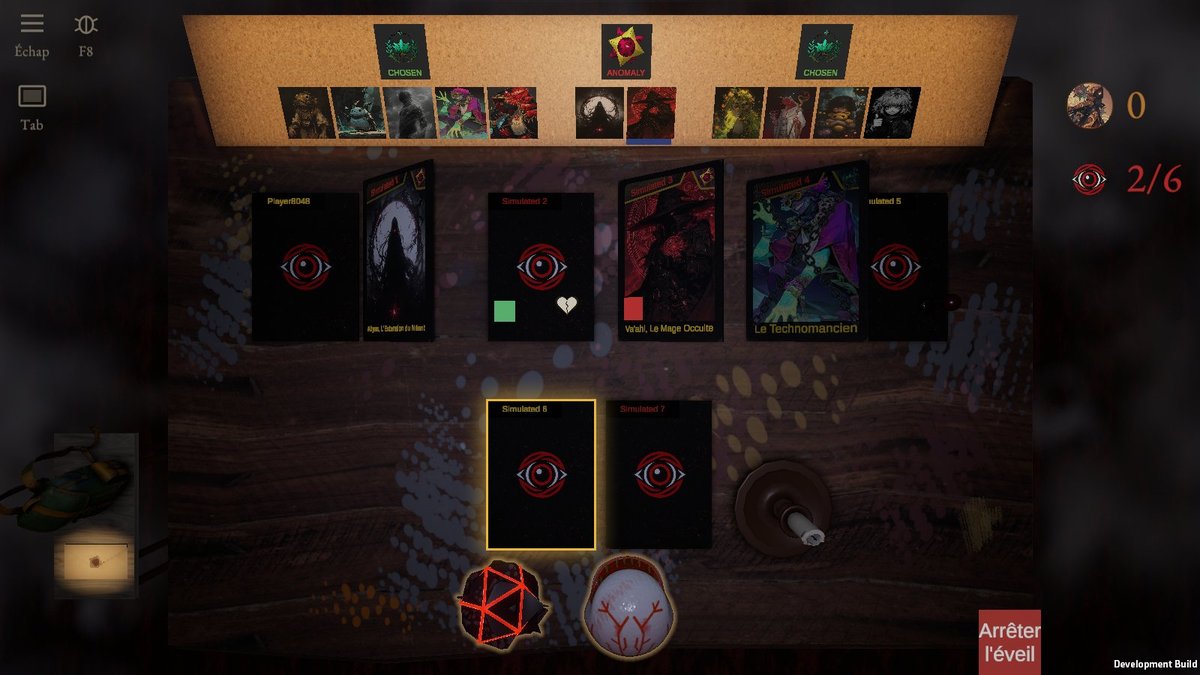 Échap
F8
Tab
CHOSEN
ANOMALY
CHOSEN
0
2/6
Player8048
Simulated 1
Simulated 2
Simulated 3
Simulated 4
ulated 5
Va'ahl, Le Mage Occulte
Le Technomancien
Simulated 6
Simulated 7
Arrêter
l'éveil
Development Build